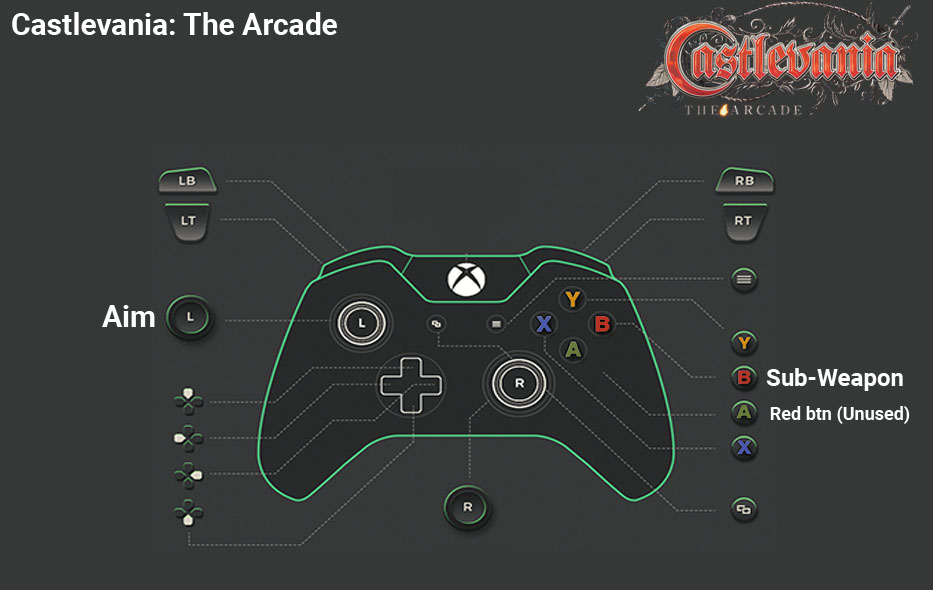 Castlevania: The Arcade
Castlevania
THE ARCADE
LB
RB
LT
RT
Y
Aim
L
L
X
B
Y
A
R
B
Sub-Weapon
A
Red btn (Unused)
X
R